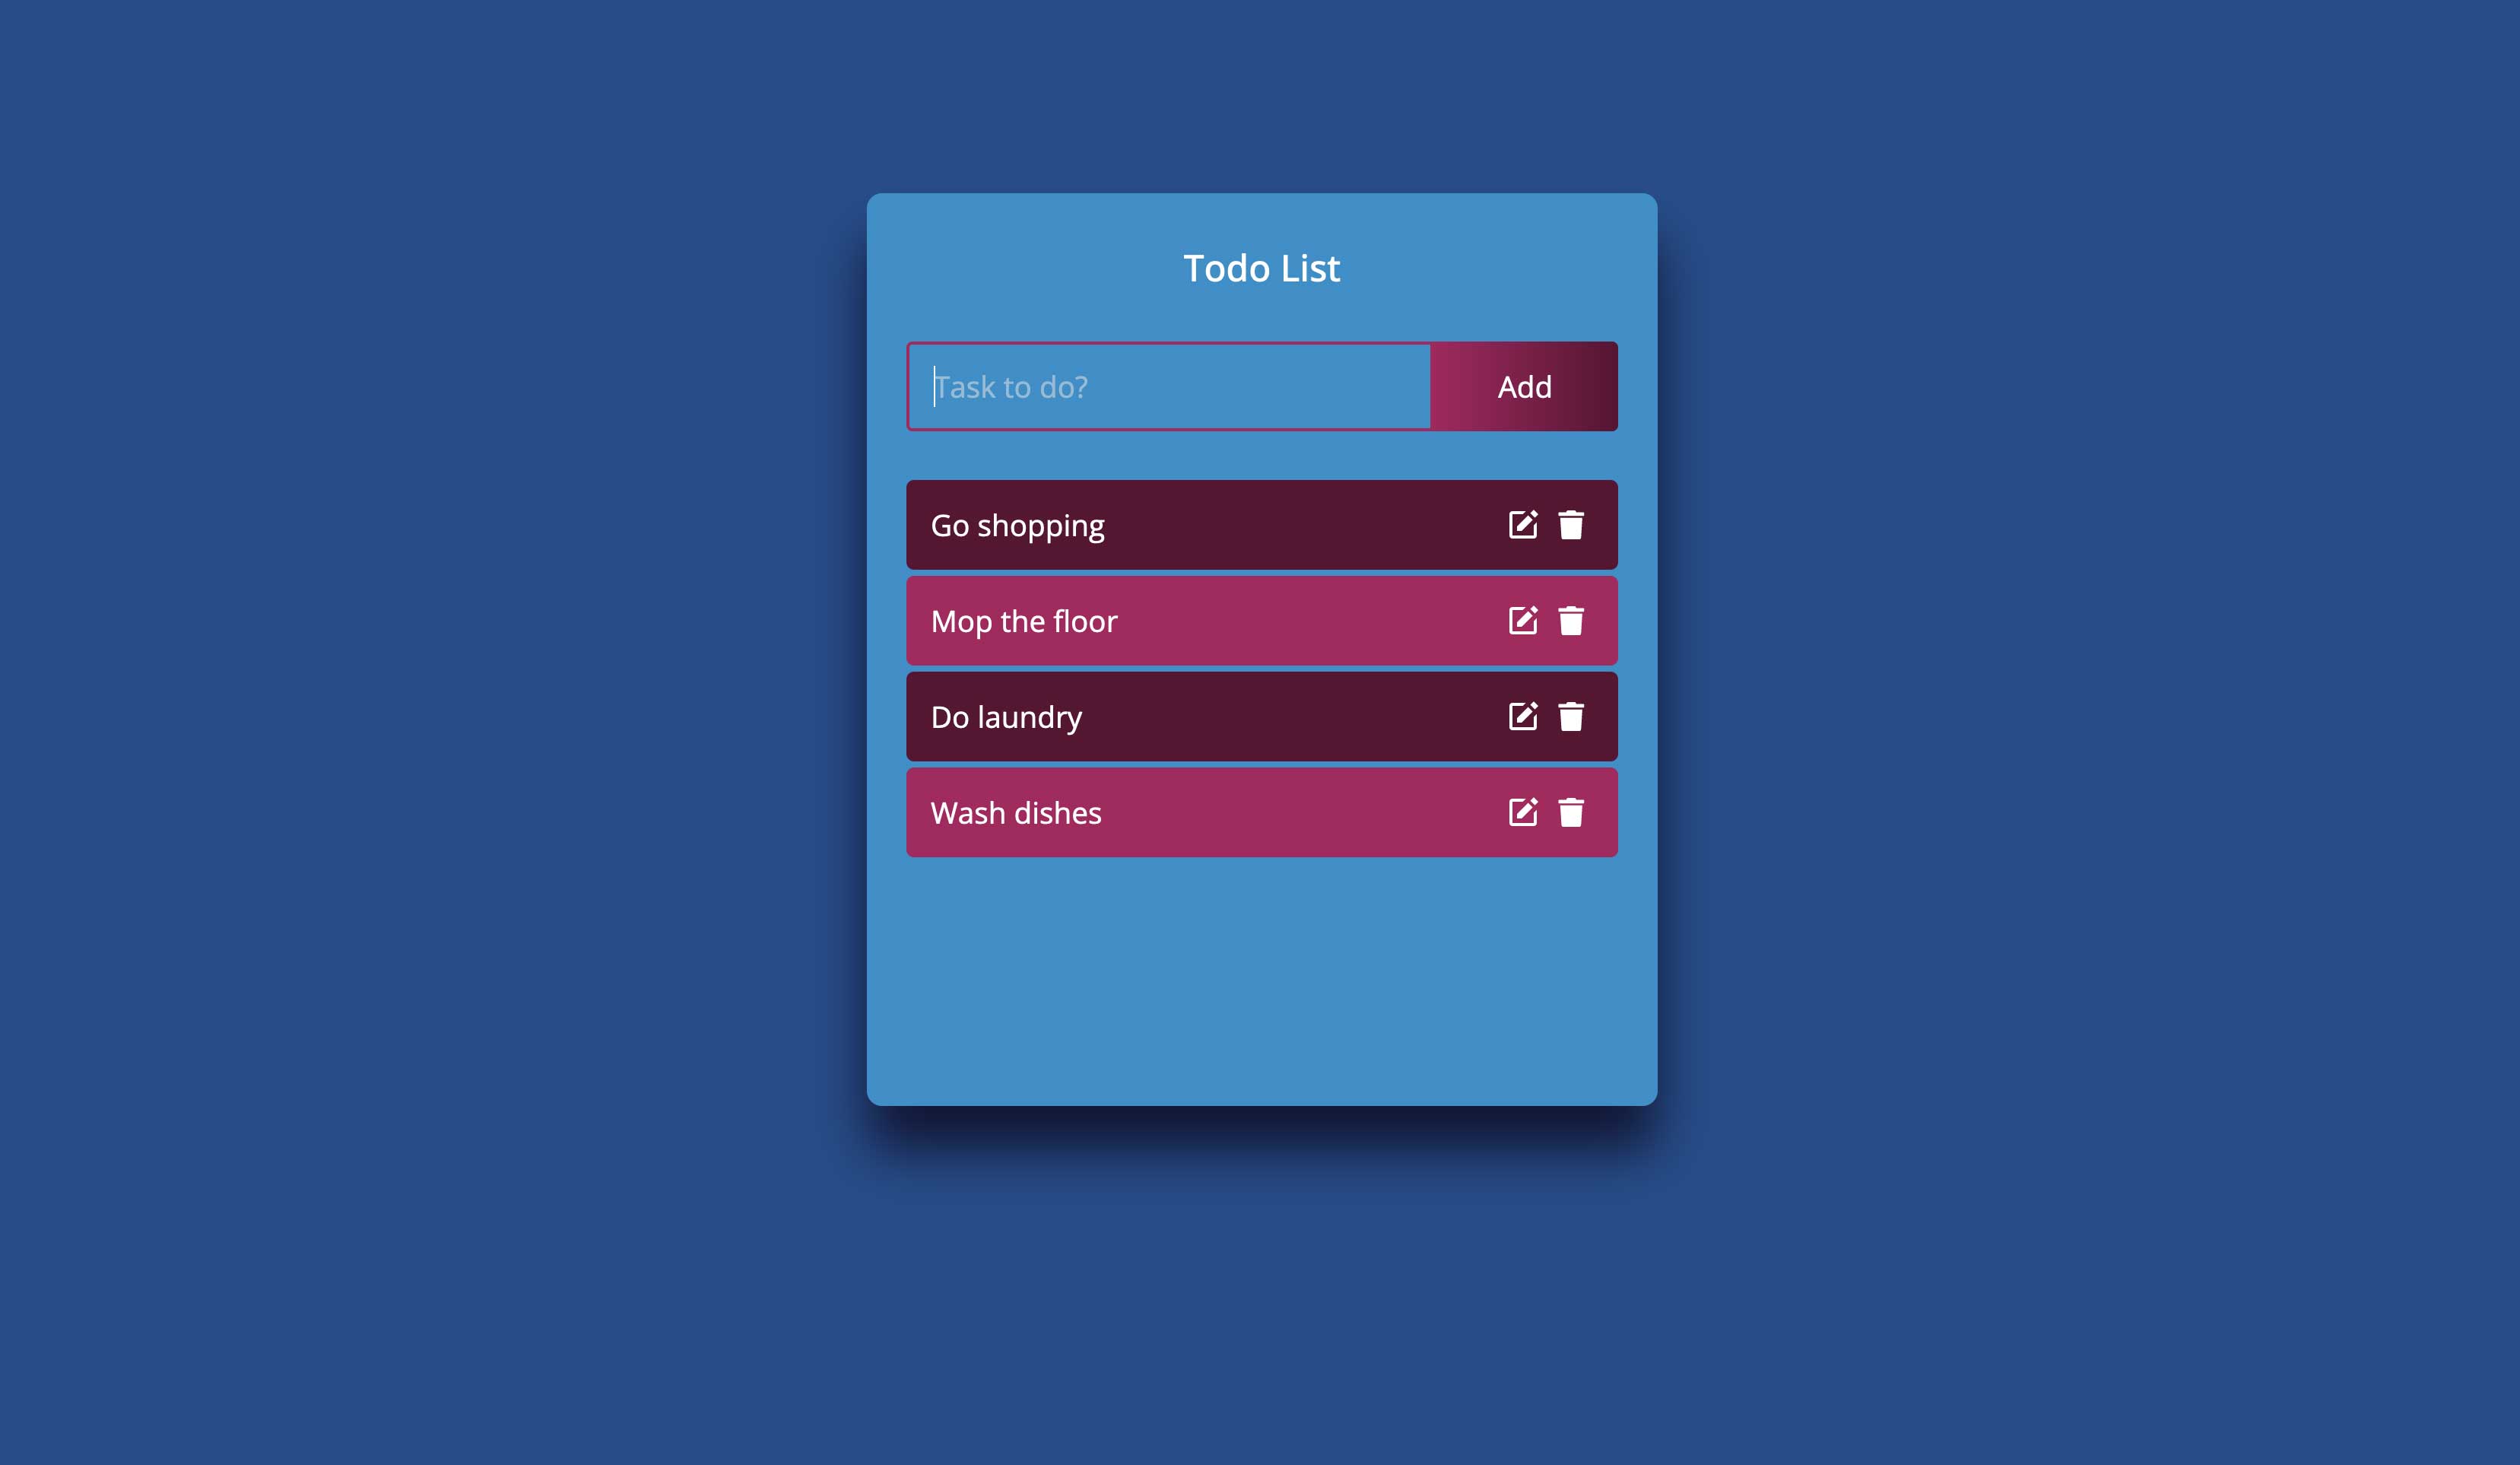 Todo List
Task to do?
Add
Go shopping
Mop the floor
Do laundry
Wash dishes